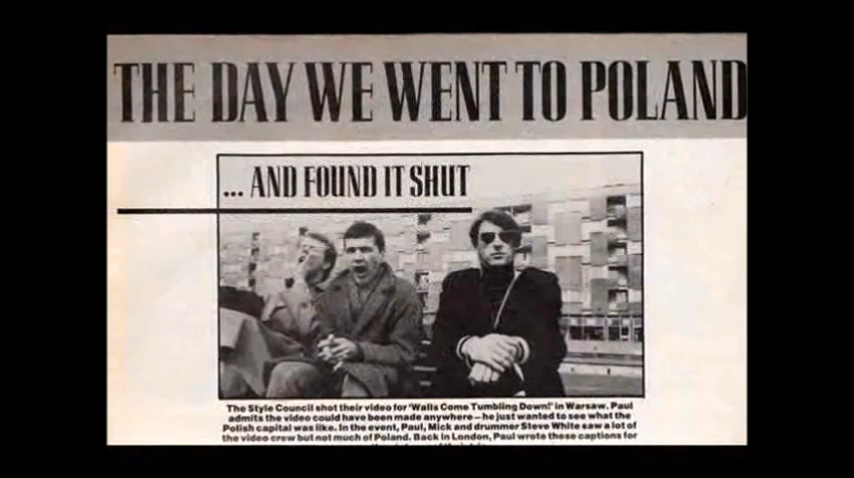 THE DAY WE WENT TO POLAND
... AND FOUND IT SHUT
The Style Council shot their video for 'Walls Come Tumbling Down!' in Warsaw. Paul
admits the video could have been made anywhere – he just wanted to see what the
Polish capital was like. In the event, Paul, Mick and drummer Steve White saw a lot of
the video crew but not much of Poland. Back in London, Paul wrote these captions for